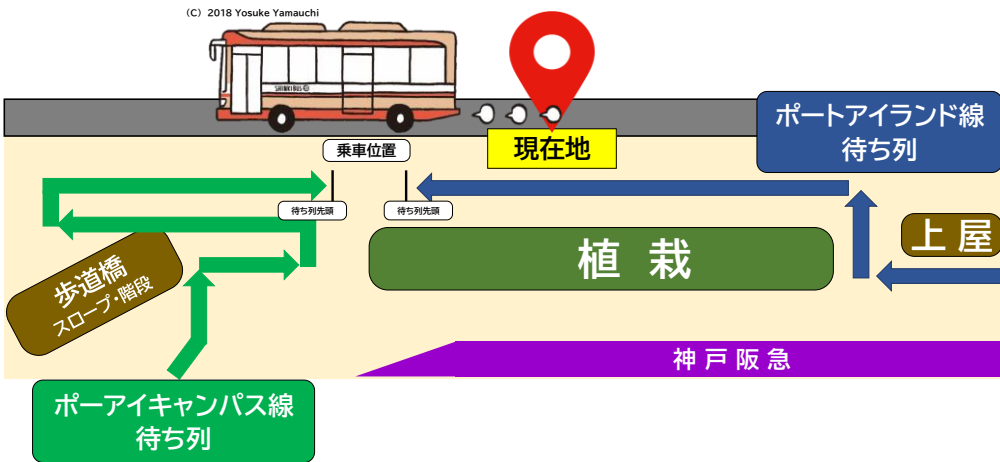 (C) 2018 Yosuke Yamauchi
SHINKI BUS
ポートアイランド線
待ち列
現在地
乗車位置
待ち列先頭
待ち列先頭
上屋
植栽
歩道橋
スロープ・階段
神戸阪急
ポーアイキャンパス線
待ち列